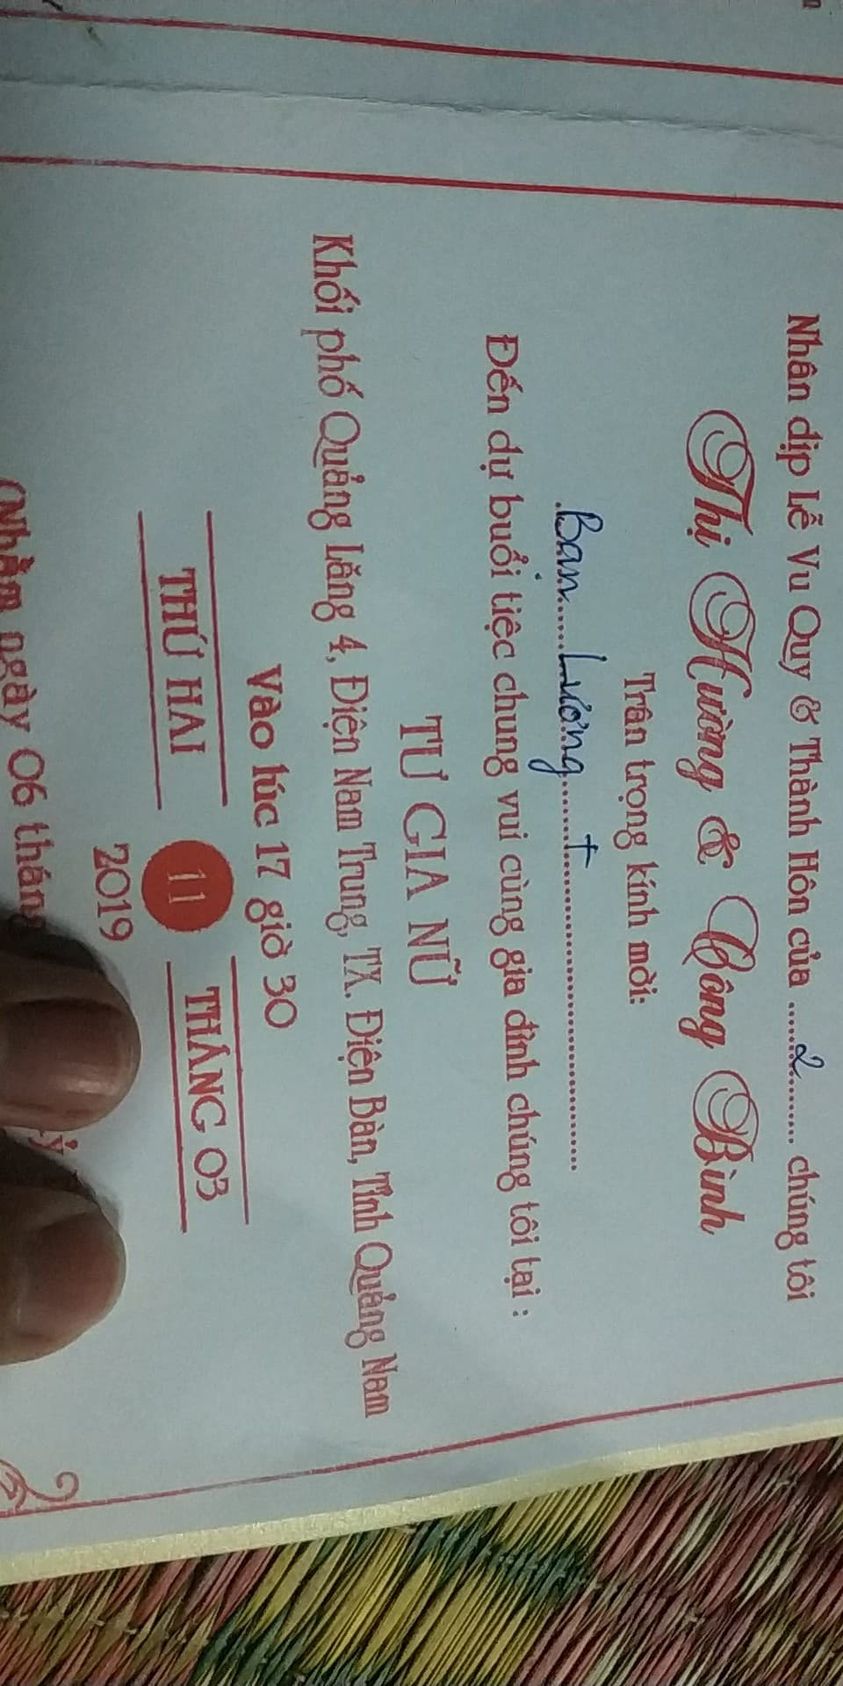 Nhân dịp Lễ Vu Quy & Thành Hôn của ....2.... chúng tôi
Thị Hường & Công Bình
Trân trọng kính mời:
Bạn Lương + 
Đến dự buổi tiệc chung vui cùng gia đình chúng tôi tại :
TƯ GIA NỮ
Khối phố Quảng Lăng 4, Điện Nam Trung, TX. Điện Bàn, Tỉnh Quảng Nam
Vào lúc 17 giờ 30
THỨ HAI 11 THÁNG 03
2019
(Nhằm ngày 06 tháng